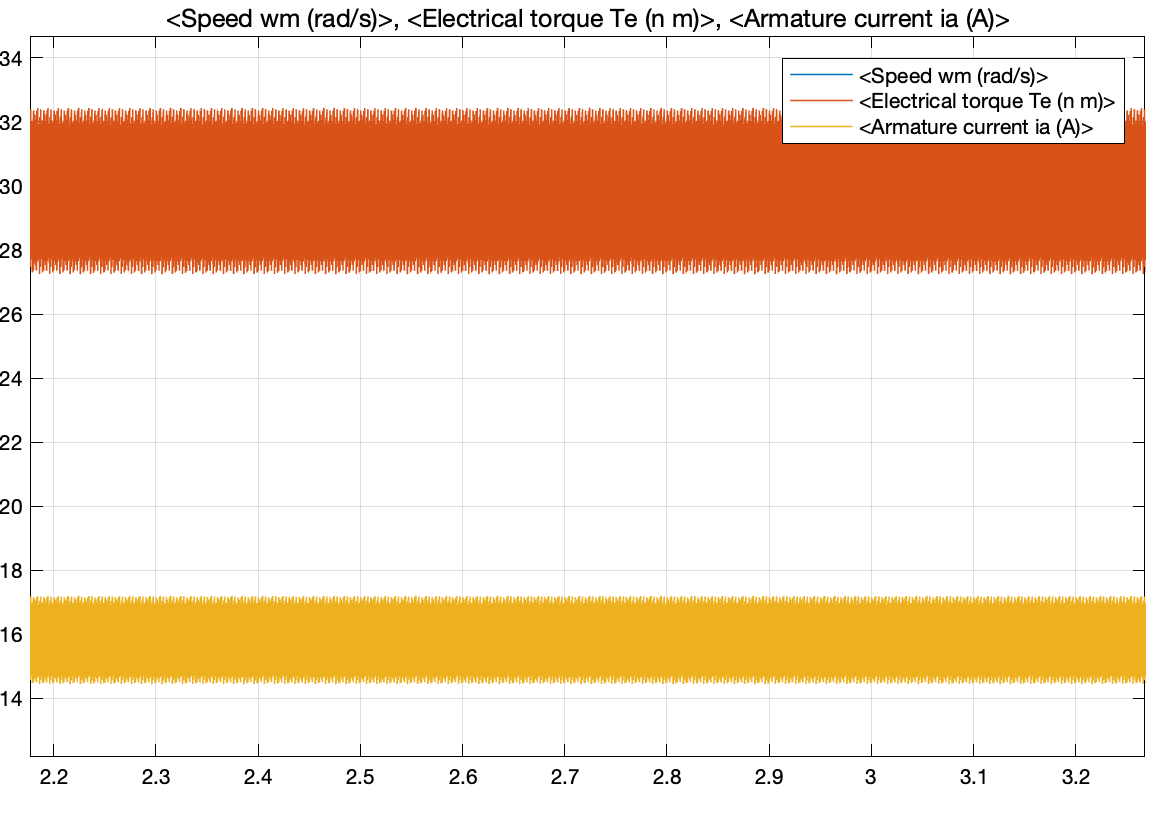 <Speed wm (rad/s)>, <Electrical torque Te (n m)>, <Armature current ia (A)>
34
32
30
28
26
24
22
20
18
16
14
<Speed wm (rad/s)>
<Electrical torque Te (n m)>
<Armature current ia (A)>
2.2 2.3 2.4 2.5 2.6 2.7 2.8 2.9 3 3.1 3.2